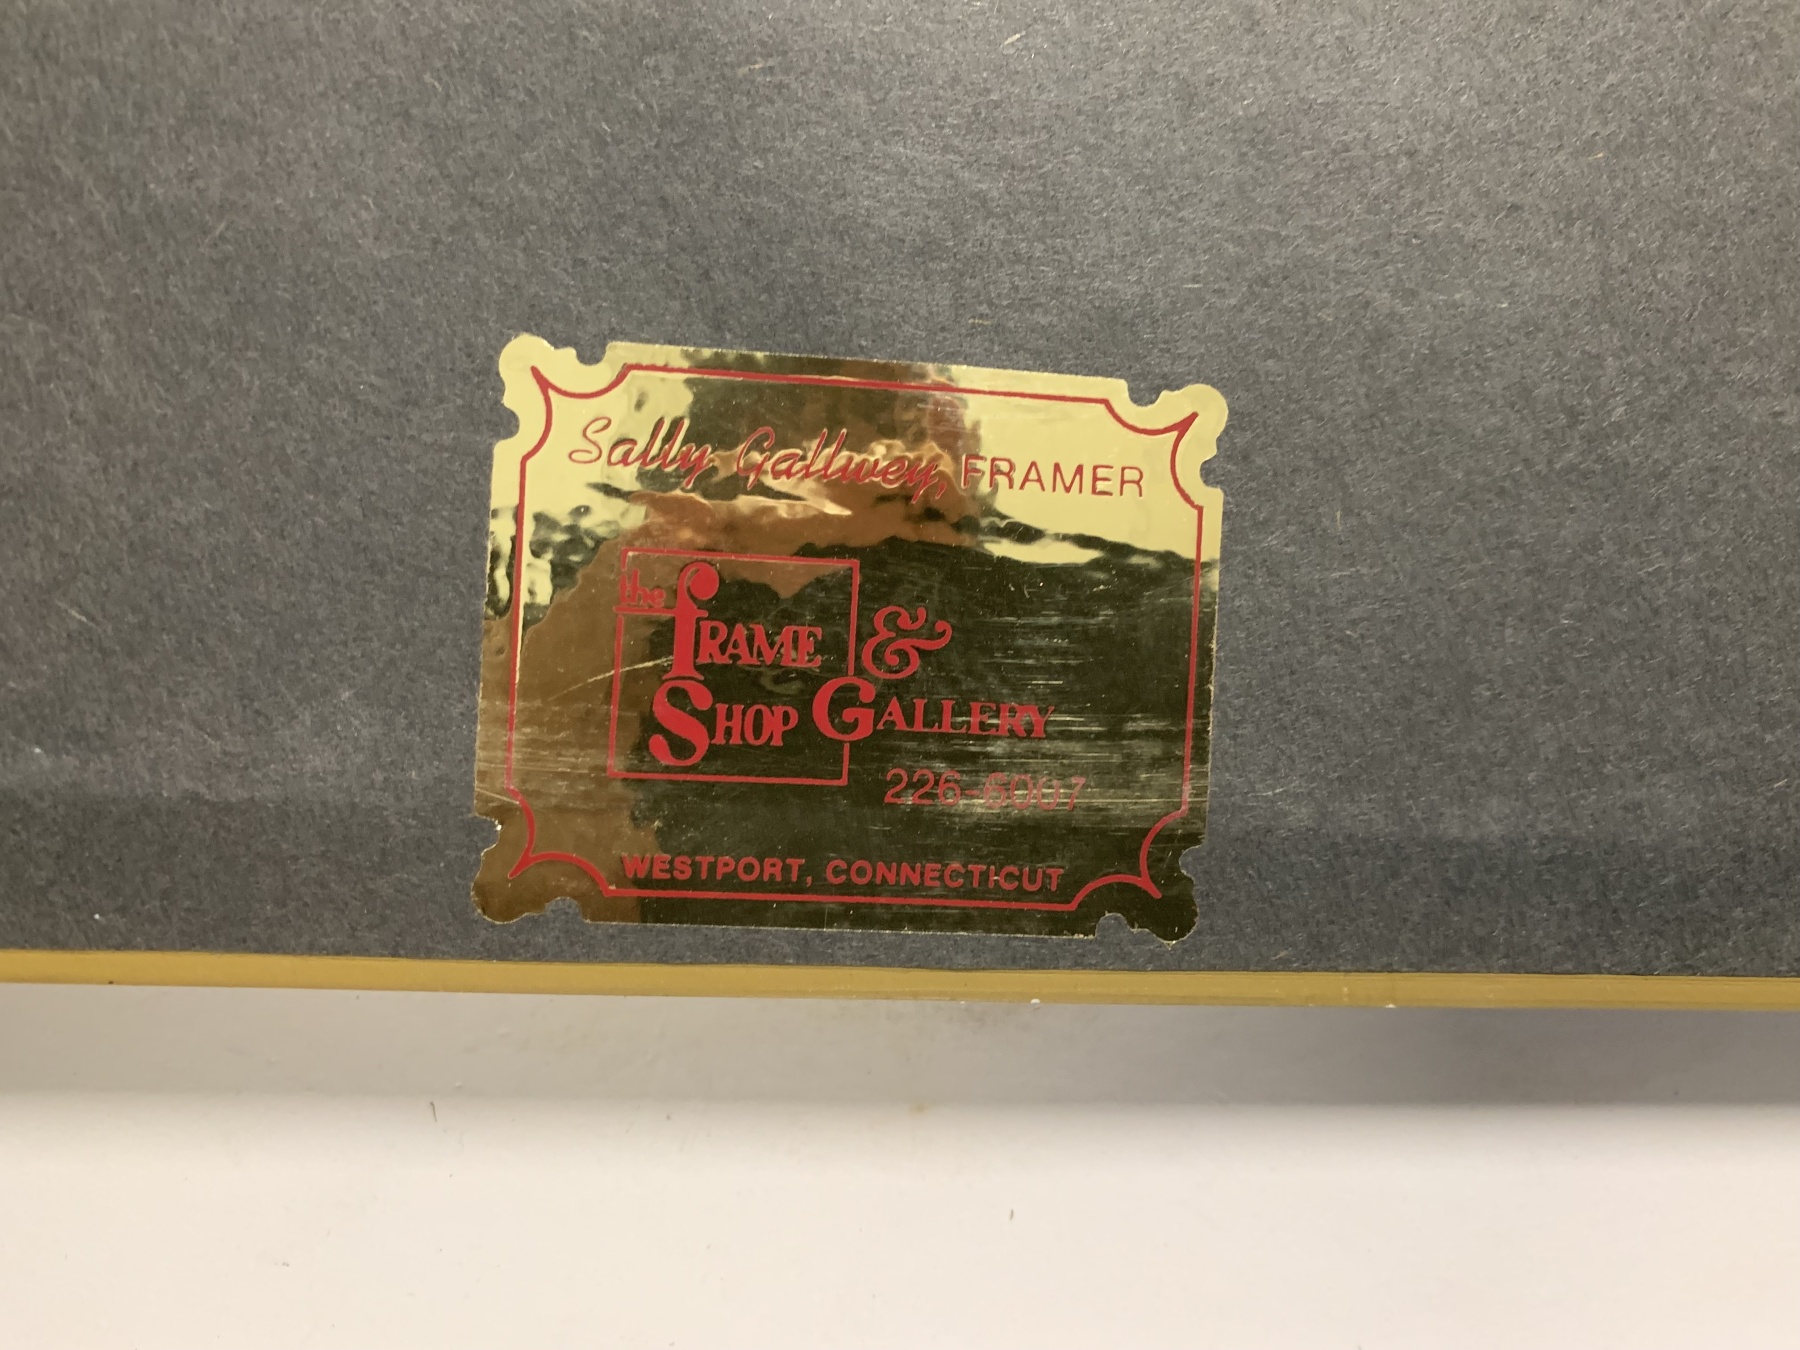 Sally Gallwey, FRAMER
the
FRAME &
SHOP GALLERY
226-6007
WESTPORT, CONNECTICUT